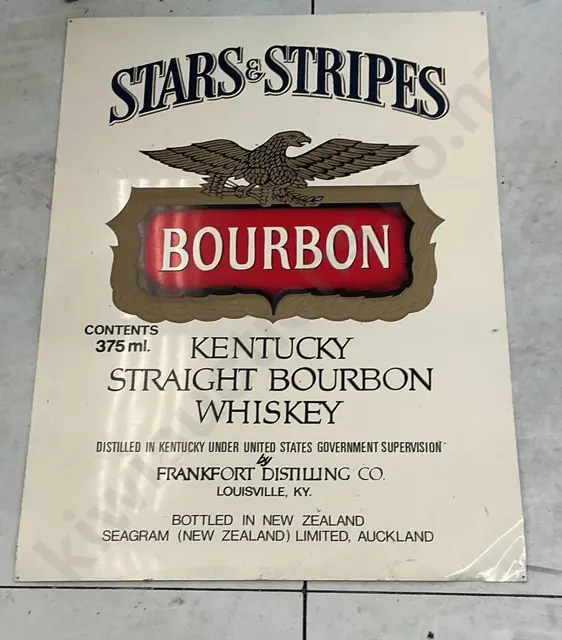 STARS & STRIPES
BOURBON
CONTENTS
375 ml.
KENTUCKY
STRAIGHT BOURBON
WHISKEY
DISTILLED IN KENTUCKY UNDER UNITED STATES GOVERNMENT SUPERVISION
by
FRANKFORT DISTILLING CO.
LOUISVILLE, KY.
BOTTLED IN NEW ZEALAND
SEAGRAM (NEW ZEALAND) LIMITED, AUCKLAND